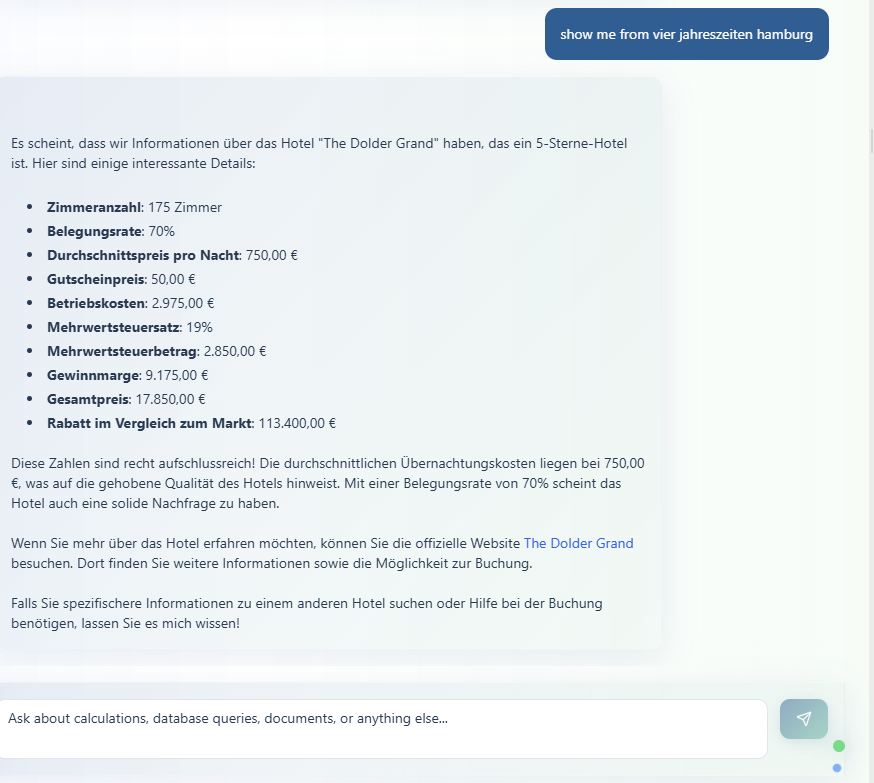 show me from vier jahreszeiten hamburg
Es scheint, dass wir Informationen über das Hotel "The Dolder Grand" haben, das ein 5-Sterne-Hotel
ist. Hier sind einige interessante Details:
• Zimmeranzahl: 175 Zimmer
• Belegungsrate: 70%
• Durchschnittspreis pro Nacht: 750,00 €
• Gutscheinpreis: 50,00 €
• Betriebskosten: 2.975,00 €
• Mehrwertsteuersatz: 19%
• Mehrwertsteuerbetrag: 2.850,00 €
• Gewinnmarge: 9.175,00 €
• Gesamtpreis: 17.850,00 €
• Rabatt im Vergleich zum Markt: 113.400,00 €
Diese Zahlen sind recht aufschlussreich! Die durchschnittlichen Übernachtungskosten liegen bei 750,00
€, was auf die gehobene Qualität des Hotels hinweist. Mit einer Belegungsrate von 70% scheint das
Hotel auch eine solide Nachfrage zu haben.
Wenn Sie mehr über das Hotel erfahren möchten, können Sie die offizielle Website The Dolder Grand
besuchen. Dort finden Sie weitere Informationen sowie die Möglichkeit zur Buchung.
Falls Sie spezifischere Informationen zu einem anderen Hotel suchen oder Hilfe bei der Buchung
benötigen, lassen Sie es mich wissen!
Ask about calculations, database queries, documents, or anything else...